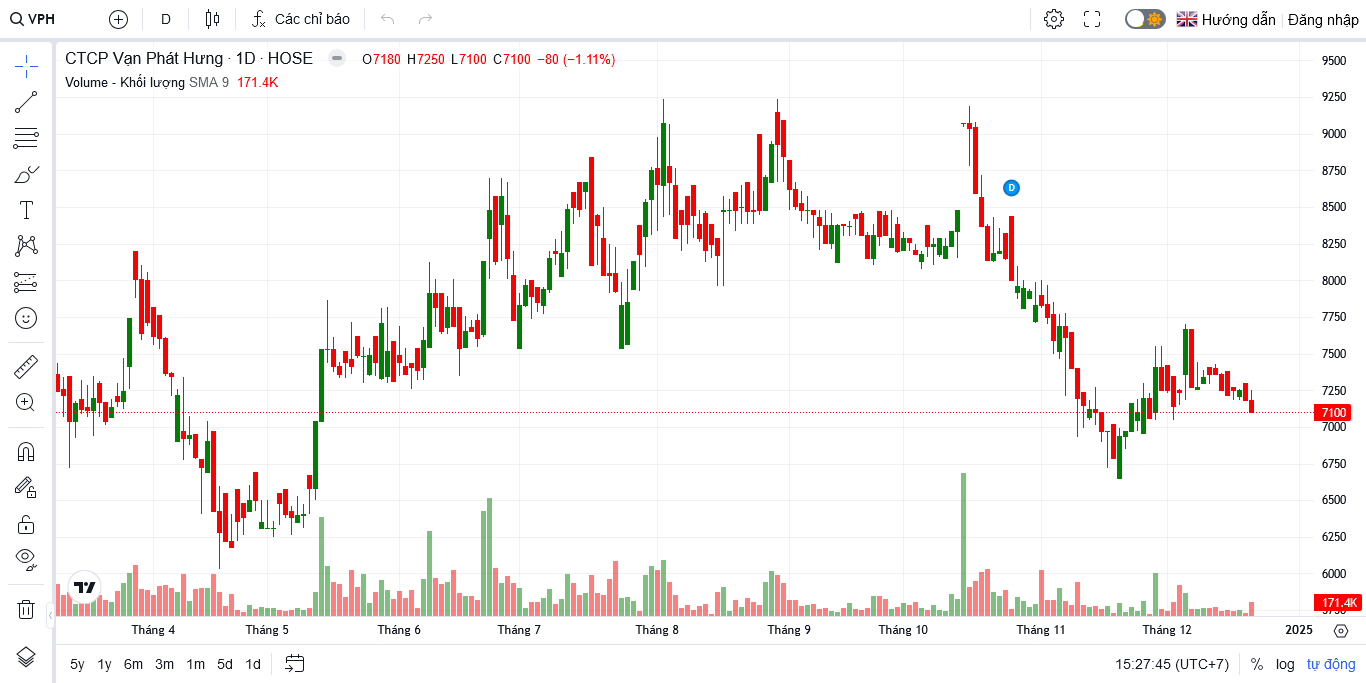 VPH D Các chỉ báo Hướng dẫn Đăng nhập
CTCP Vạn Phát Hưng · 1D · HOSE O7180 H7250 L7100 C7100 −80 (−1.11%)
Volume - Khối lượng SMA 9 171.4K
9500
9250
9000
8750
D
8500
8250
8000
7750
7500
7250
7100
7000
6750
6500
6250
6000
171.4K
Tháng 4 Tháng 5 Tháng 6 Tháng 7 Tháng 8 Tháng 9 Tháng 10 Tháng 11 Tháng 12 2025
5y 1y 6m 3m 1m 5d 1d 15:27:45 (UTC+7) % log tự động